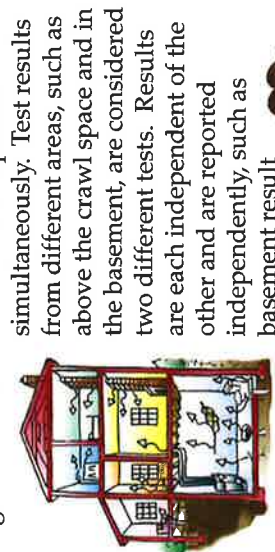 simultaneously. Test results
from different areas, such as
above the crawl space and in
the basement, are considered
two different tests. Results
are each independent of the
other and are reported
independently, such as
basement result